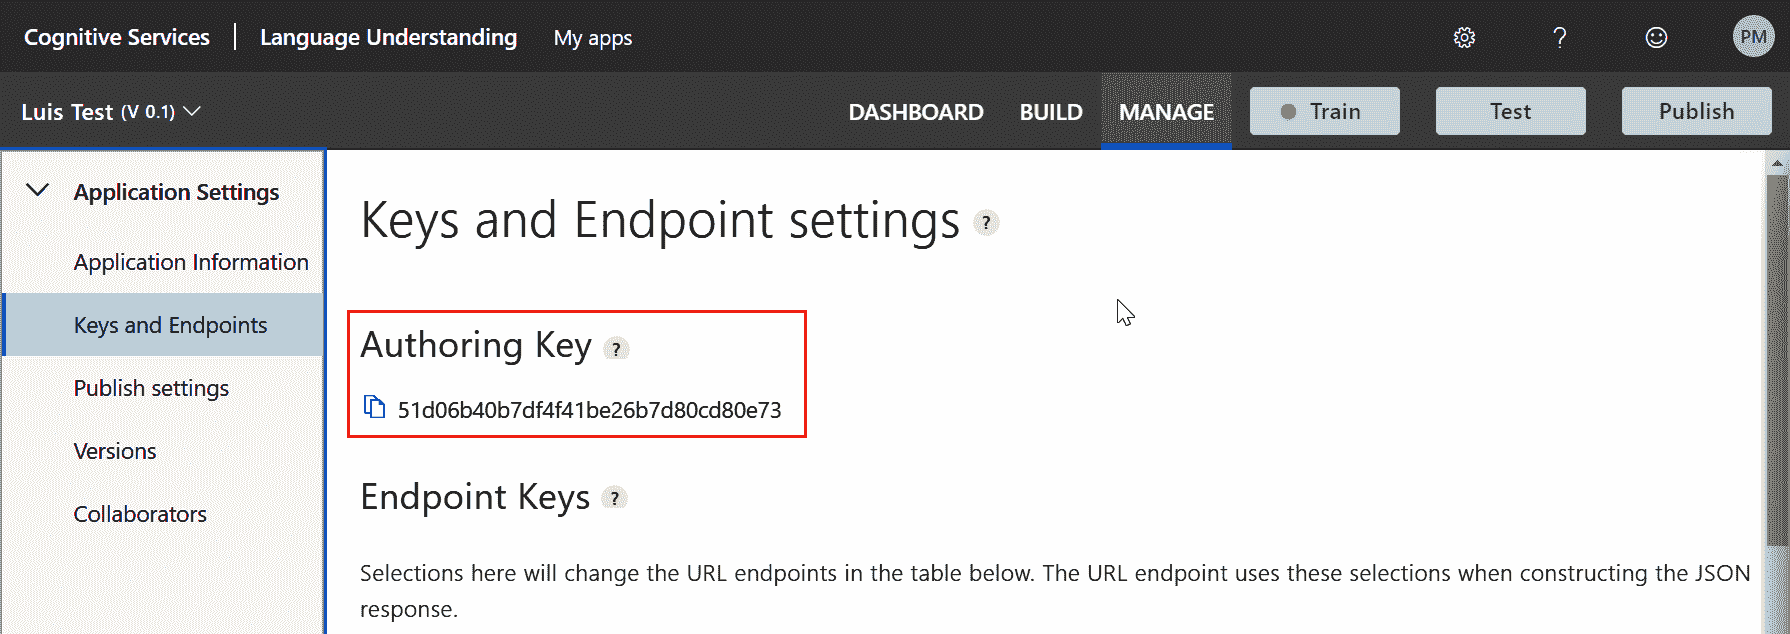 Cognitive Services | Language Understanding My apps ? PM
Luis Test (V 0.1) DASHBOARD BUILD MANAGE Train Test Publish
Application Settings
Application Information
Keys and Endpoints
Publish settings
Versions
Collaborators
Keys and Endpoint settings ?
Authoring Key ?
51d06b40b7df4f41be26b7d80cd80e73
Endpoint Keys ?
Selections here will change the URL endpoints in the table below. The URL endpoint uses these selections when constructing the JSON
response.